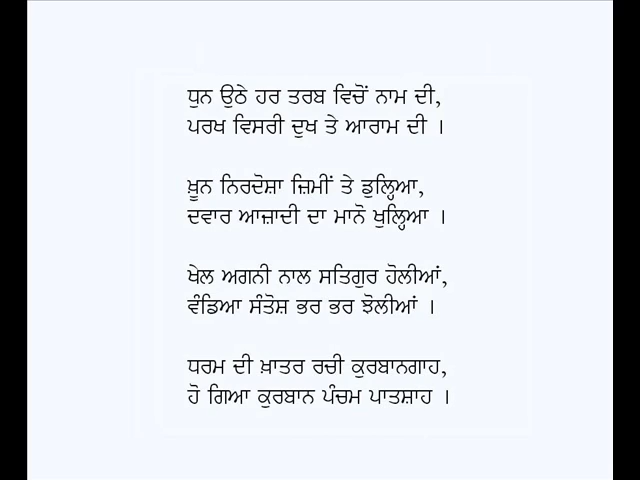 ਧੁਨ ਉਠੇ ਹਰ ਤਰਬ ਵਿਚੋਂ ਨਾਮ ਦੀ,
ਪਰਖ ਵਿਸਰੀ ਦੁਖ ਤੇ ਆਰਾਮ ਦੀ ।
ਖ਼ੂਨ ਨਿਰਦੋਸ਼ਾ ਜ਼ਿਮੀਂ ਤੇ ਡੁਲ੍ਹਿਆ,
ਦਵਾਰ ਆਜ਼ਾਦੀ ਦਾ ਮਾਨੋ ਖੁਲ੍ਹਿਆ ।
ਖੇਲ ਅਗਨੀ ਨਾਲ ਸਤਿਗੁਰ ਹੋਲੀਆਂ,
ਵੰਡਿਆ ਸੰਤੋਸ਼ ਭਰ ਭਰ ਝੋਲੀਆਂ ।
ਧਰਮ ਦੀ ਖ਼ਾਤਰ ਰਚੀ ਕੁਰਬਾਨਗਾਹ,
ਹੋ ਗਿਆ ਕੁਰਬਾਨ ਪੰਚਮ ਪਾਤਸ਼ਾਹ ।